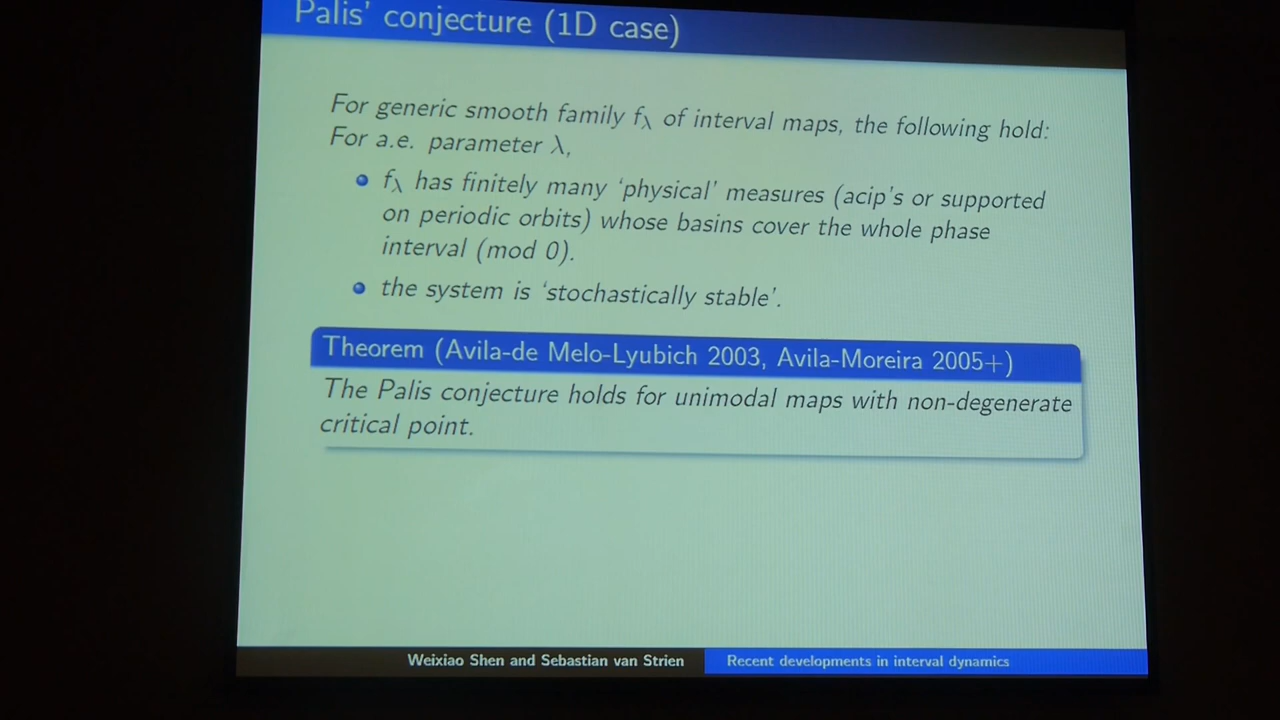 Palis' conjecture (1D case)
For generic smooth family fλ of interval maps, the following hold:
For a.e. parameter λ,
fλ has finitely many ‘physical’ measures (acip's or supported
on periodic orbits) whose basins cover the whole phase
interval (mod 0).
the system is ‘stochastically stable’.
Theorem (Avila-de Melo-Lyubich 2003, Avila-Moreira 2005+)
The Palis conjecture holds for unimodal maps with non-degenerate
critical point.
Weixiao Shen and Sebastian van Strien
Recent developments in interval dynamics